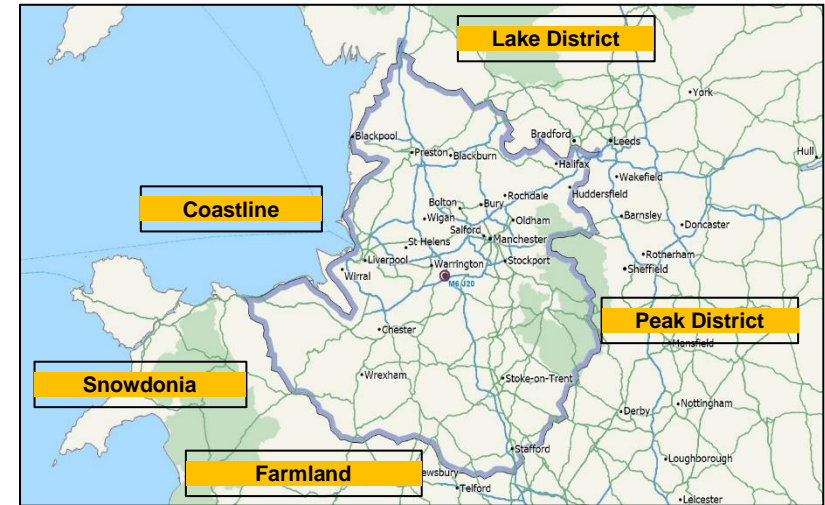 Lake District
York
Blackpool
Bradford
Leeds
Hull
Preston
Blackburn
Halifax
Wakefield
Huddersfield
Rochdale
Bolton
Bury
Barnsley
Doncaster
Coastline
Wigan
Oldham
Salford
Manchester
St Helens
Rotherham
Liverpool
Warrington
Stockport
Sheffield
Wirral
M6 J20
Peak District
Chester
Mansfield
Snowdonia
Wrexham
Stoke-on-Trent
Derby
Nottingham
Stafford
Loughborough
Farmland
ewsbury
Telford
Leicester